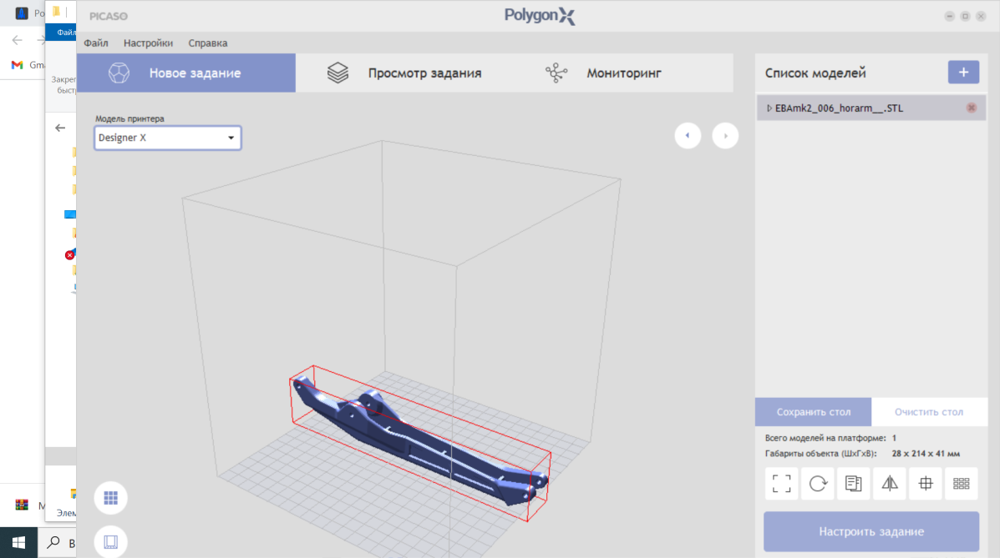 PICASO
Polygon X
Файл Настройки Справка
Новое задание
Просмотр задания
Мониторинг
Модель принтера
Designer X
Список моделей
+
EBAmk2_006_horarm__.STL
Сохранить стол
Очистить стол
Всего моделей на платформе: 1
Габариты объекта (ШхГхВ): 28 x 214 x 41 мм
Настроить задание
Po
Файл
Gma
Закреп
быст
M
Элем
В